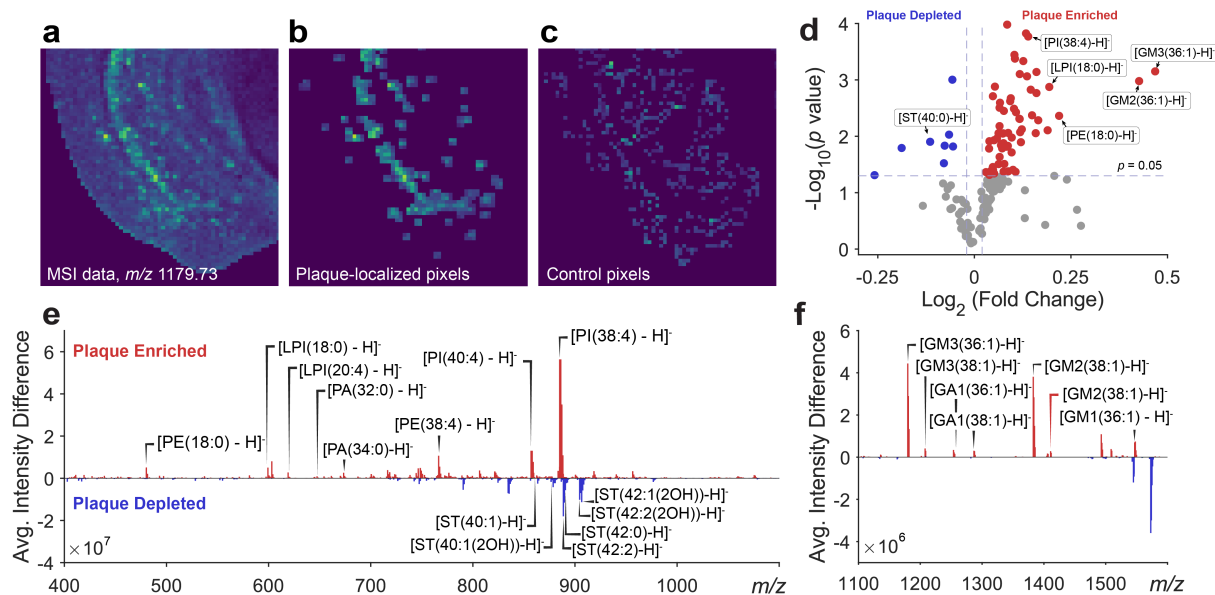 a
MSI data, m/z 1179.73
b
Plaque-localized pixels
c
Control pixels
d
Plaque Depleted
Plaque Enriched
-Log10(p value)
4
3
2
1
0
[PI(38:4)-H]-
[GM3(36:1)-H]-
[LPI(18:0)-H]-
[GM2(36:1)-H]-
[ST(40:0)-H]-
[PE(18:0)-H]-
p = 0.05
-0.25
0
0.25
0.5
Log2 (Fold Change)
e
Avg. Intensity Difference
6
4
2
0
-2
-4
Plaque Enriched
[LPI(18:0) - H]-
[LPI(20:4) - H]-
[PA(32:0) - H]-
[PI(40:4) - H]-
[PI(38:4) - H]-
[PE(18:0) - H]-
[PA(34:0)-H]-
[PE(38:4) - H]-
Plaque Depleted
[ST(40:1)-H]-
[ST(40:1(2OH))-H]-
[ST(42:1(2OH))-H]-
[ST(42:2(2OH))-H]-
[ST(42:0)-H]-
[ST(42:2)-H]-
×10^7
400
500
600
700
800
900
1000
m/z
f
Avg. Intensity Difference
6
4
2
0
-2
-4
[GM3(36:1)-H]-
[GM3(38:1)-H]-
[GA1(36:1)-H]-
[GA1(38:1)-H]-
[GM2(38:1)-H]-
[GM2(38:1)-H]-
[GM1(36:1) - H]-
×10^6
1100
1200
1300
1400
1500
m/z